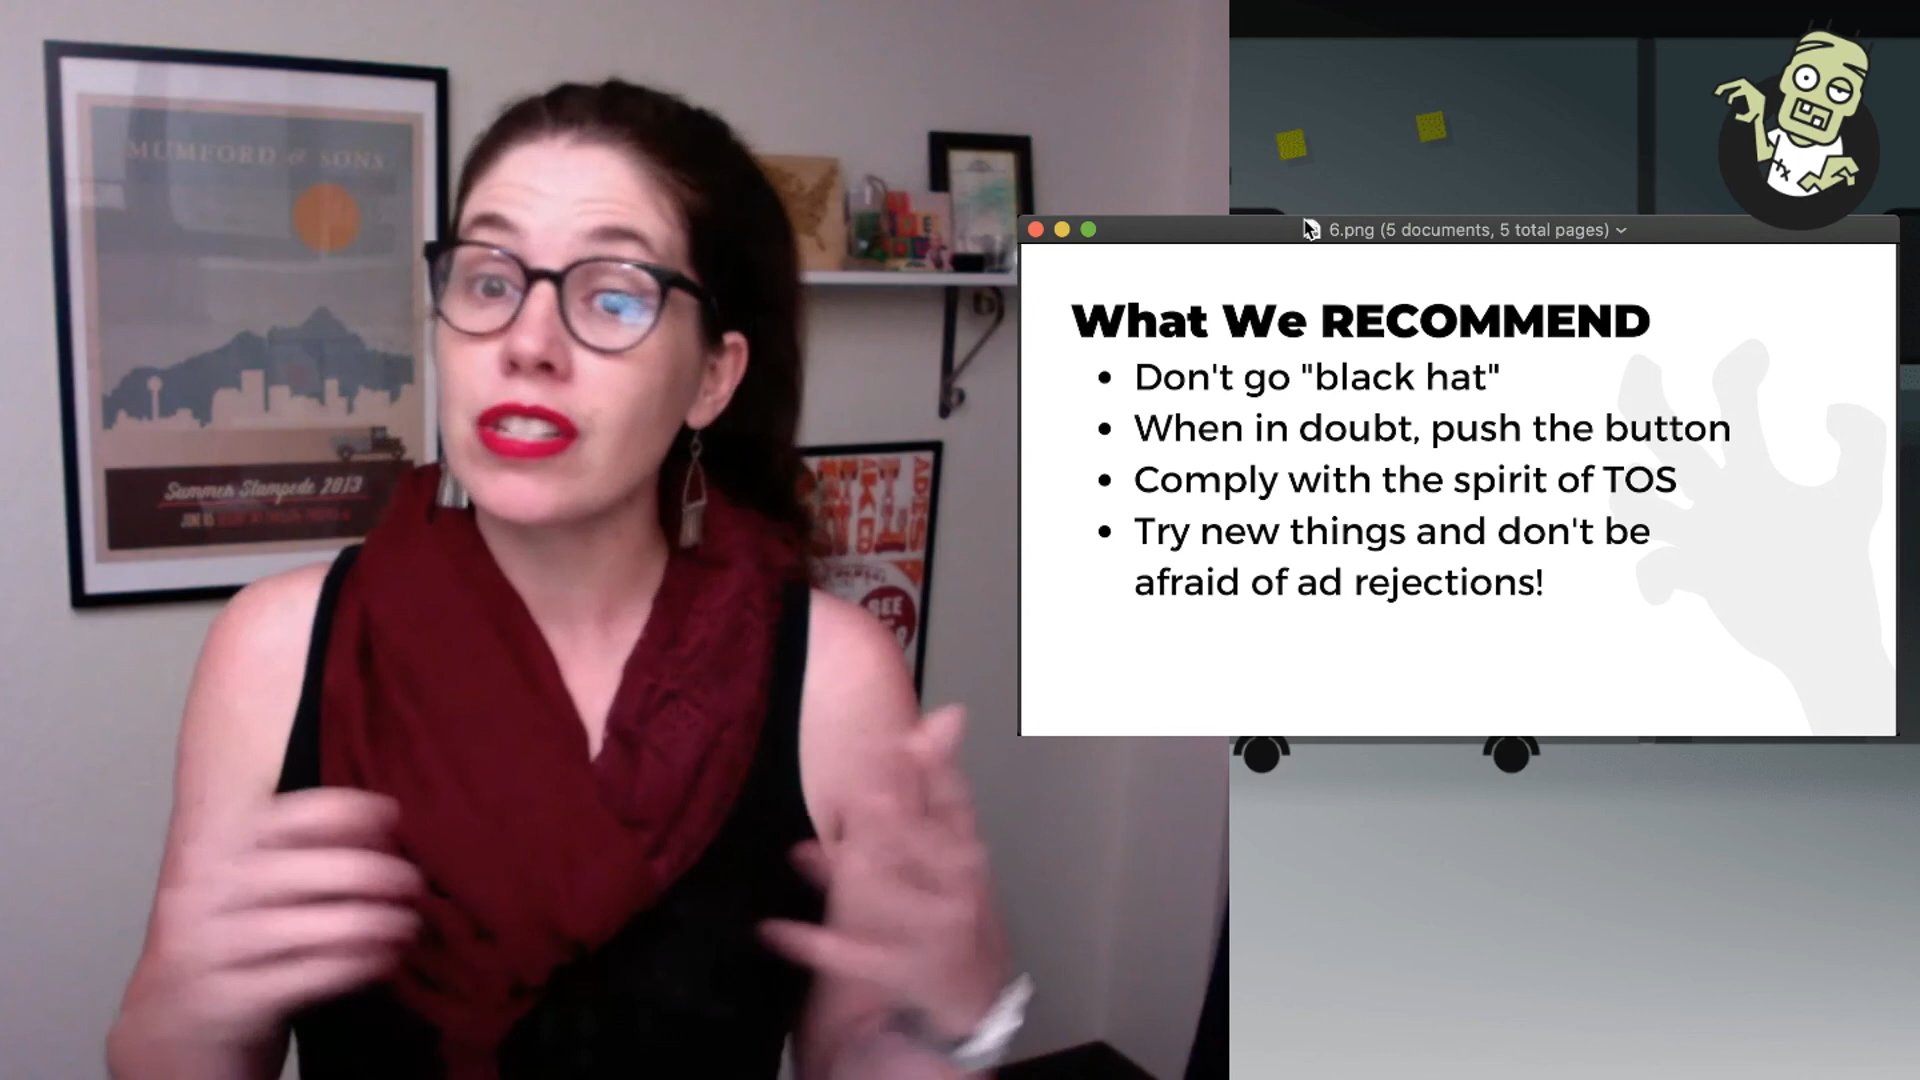 MUMFORD & SONS
Summer Stampede 2013
6.png (5 documents, 5 total pages)
What We RECOMMEND
• Don't go "black hat"
• When in doubt, push the button
• Comply with the spirit of TOS
• Try new things and don't be
afraid of ad rejections!
SEE